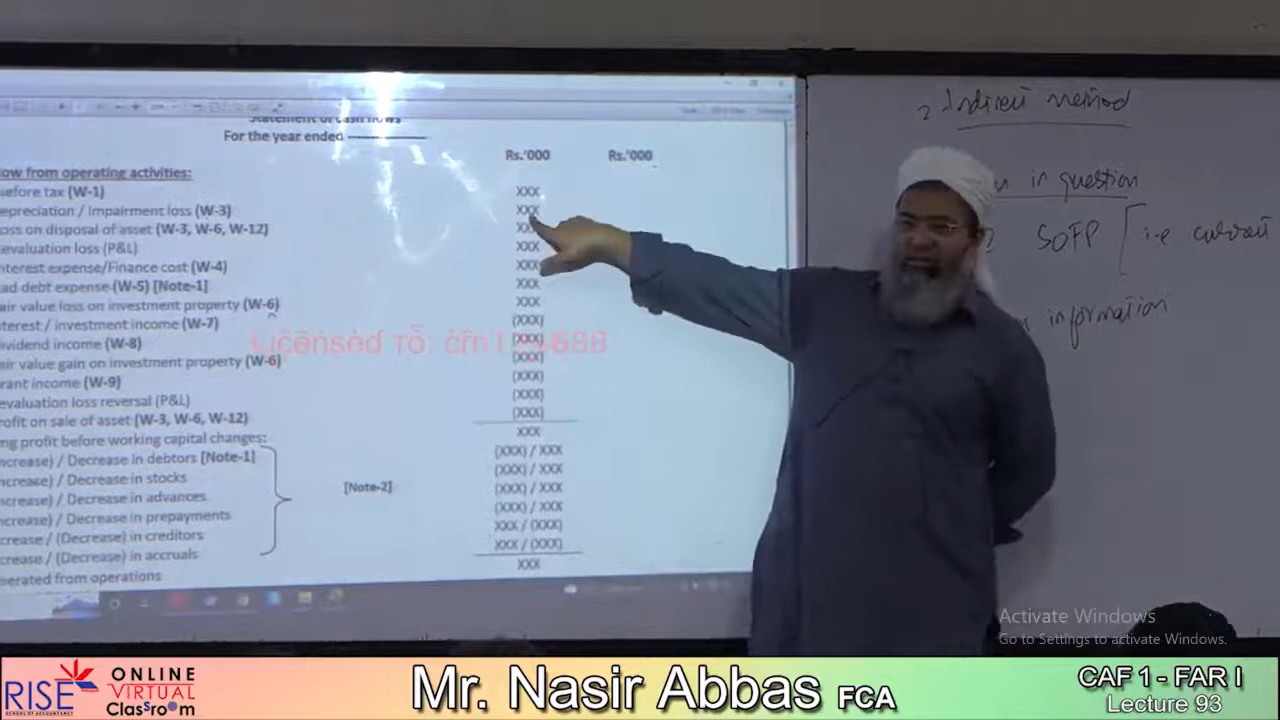 Statement of cash flows
For the year ended
Rs.'000 Rs.'000
ow from operating activities:
efore tax (W-1) XXX
epreciation / Impairment loss (W-3) XXX
oss on disposal of asset (W-3, W-6, W-12) XX
evaluation loss (P&L) XXX
nterest expense/Finance cost (W-4) XXX
ad debt expense (W-5) [Note-1] XXX
air value loss on investment property (W-6) XXX
terest / investment income (W-7) (XXX)
ividend income (W-8) (XXX)
air value gain on investment property (W-6) (XXX)
rant income (W-9) (XXX)
evaluation loss reversal (P&L) (XXX)
rofit on sale of asset (W-3, W-6, W-12) (XXX)
ng profit before working capital changes: XXX
ncrease) / Decrease in debtors [Note-1] (XXX) / XXX
ncrease) / Decrease in stocks (XXX) / XXX
ncrease) / Decrease in advances [Note-2] (XXX) / XXX
ncrease) / Decrease in prepayments (XXX) / XXX
crease / (Decrease) in creditors XXX / (XXX)
crease / (Decrease) in accruals XXX / (XXX)
nerated from operations XXX
2 Indirect method
in question
SOFP i.e current
information
Activate Windows
Go to Settings to activate Windows.
RISE
SCHOOL OF ACCOUNTANCY
ONLINE
VIRTUAL
Classroom
Mr. Nasir Abbas FCA
CAF 1 - FAR I
Lecture 93